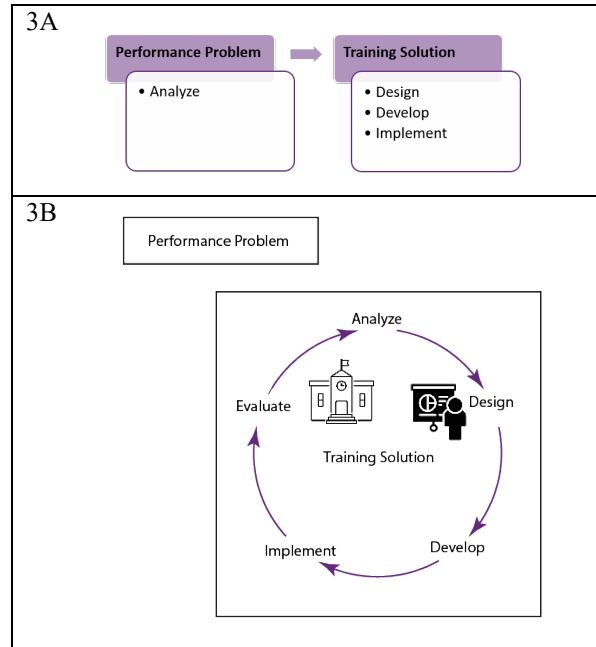 3A
Performance Problem
Training Solution
• Analyze
• Design
• Develop
• Implement
3B
Performance Problem
Analyze
Evaluate
Design
Training Solution
Implement
Develop